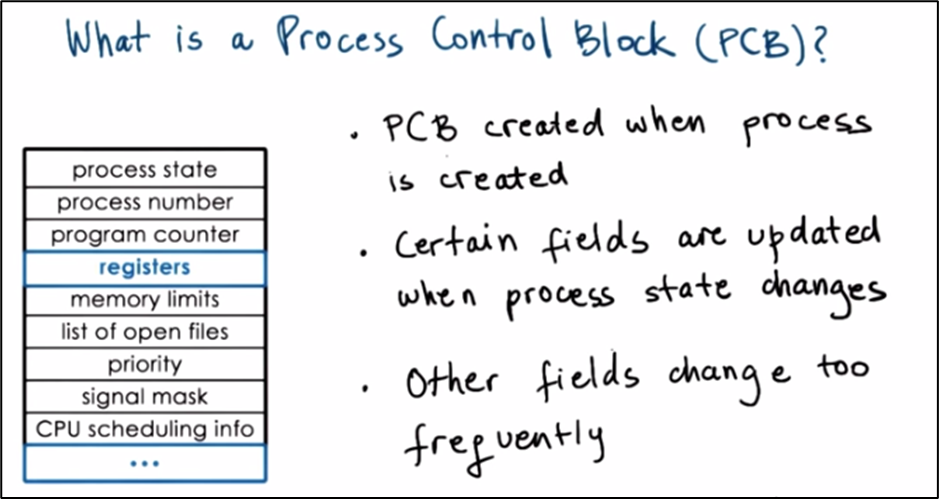 What is a Process Control Block (PCB)?
process state
process number
program counter
registers
memory limits
list of open files
priority
signal mask
CPU scheduling info
...
• PCB created when process
is created
• Certain fields are updated
when process state changes
• Other fields change too
frequently